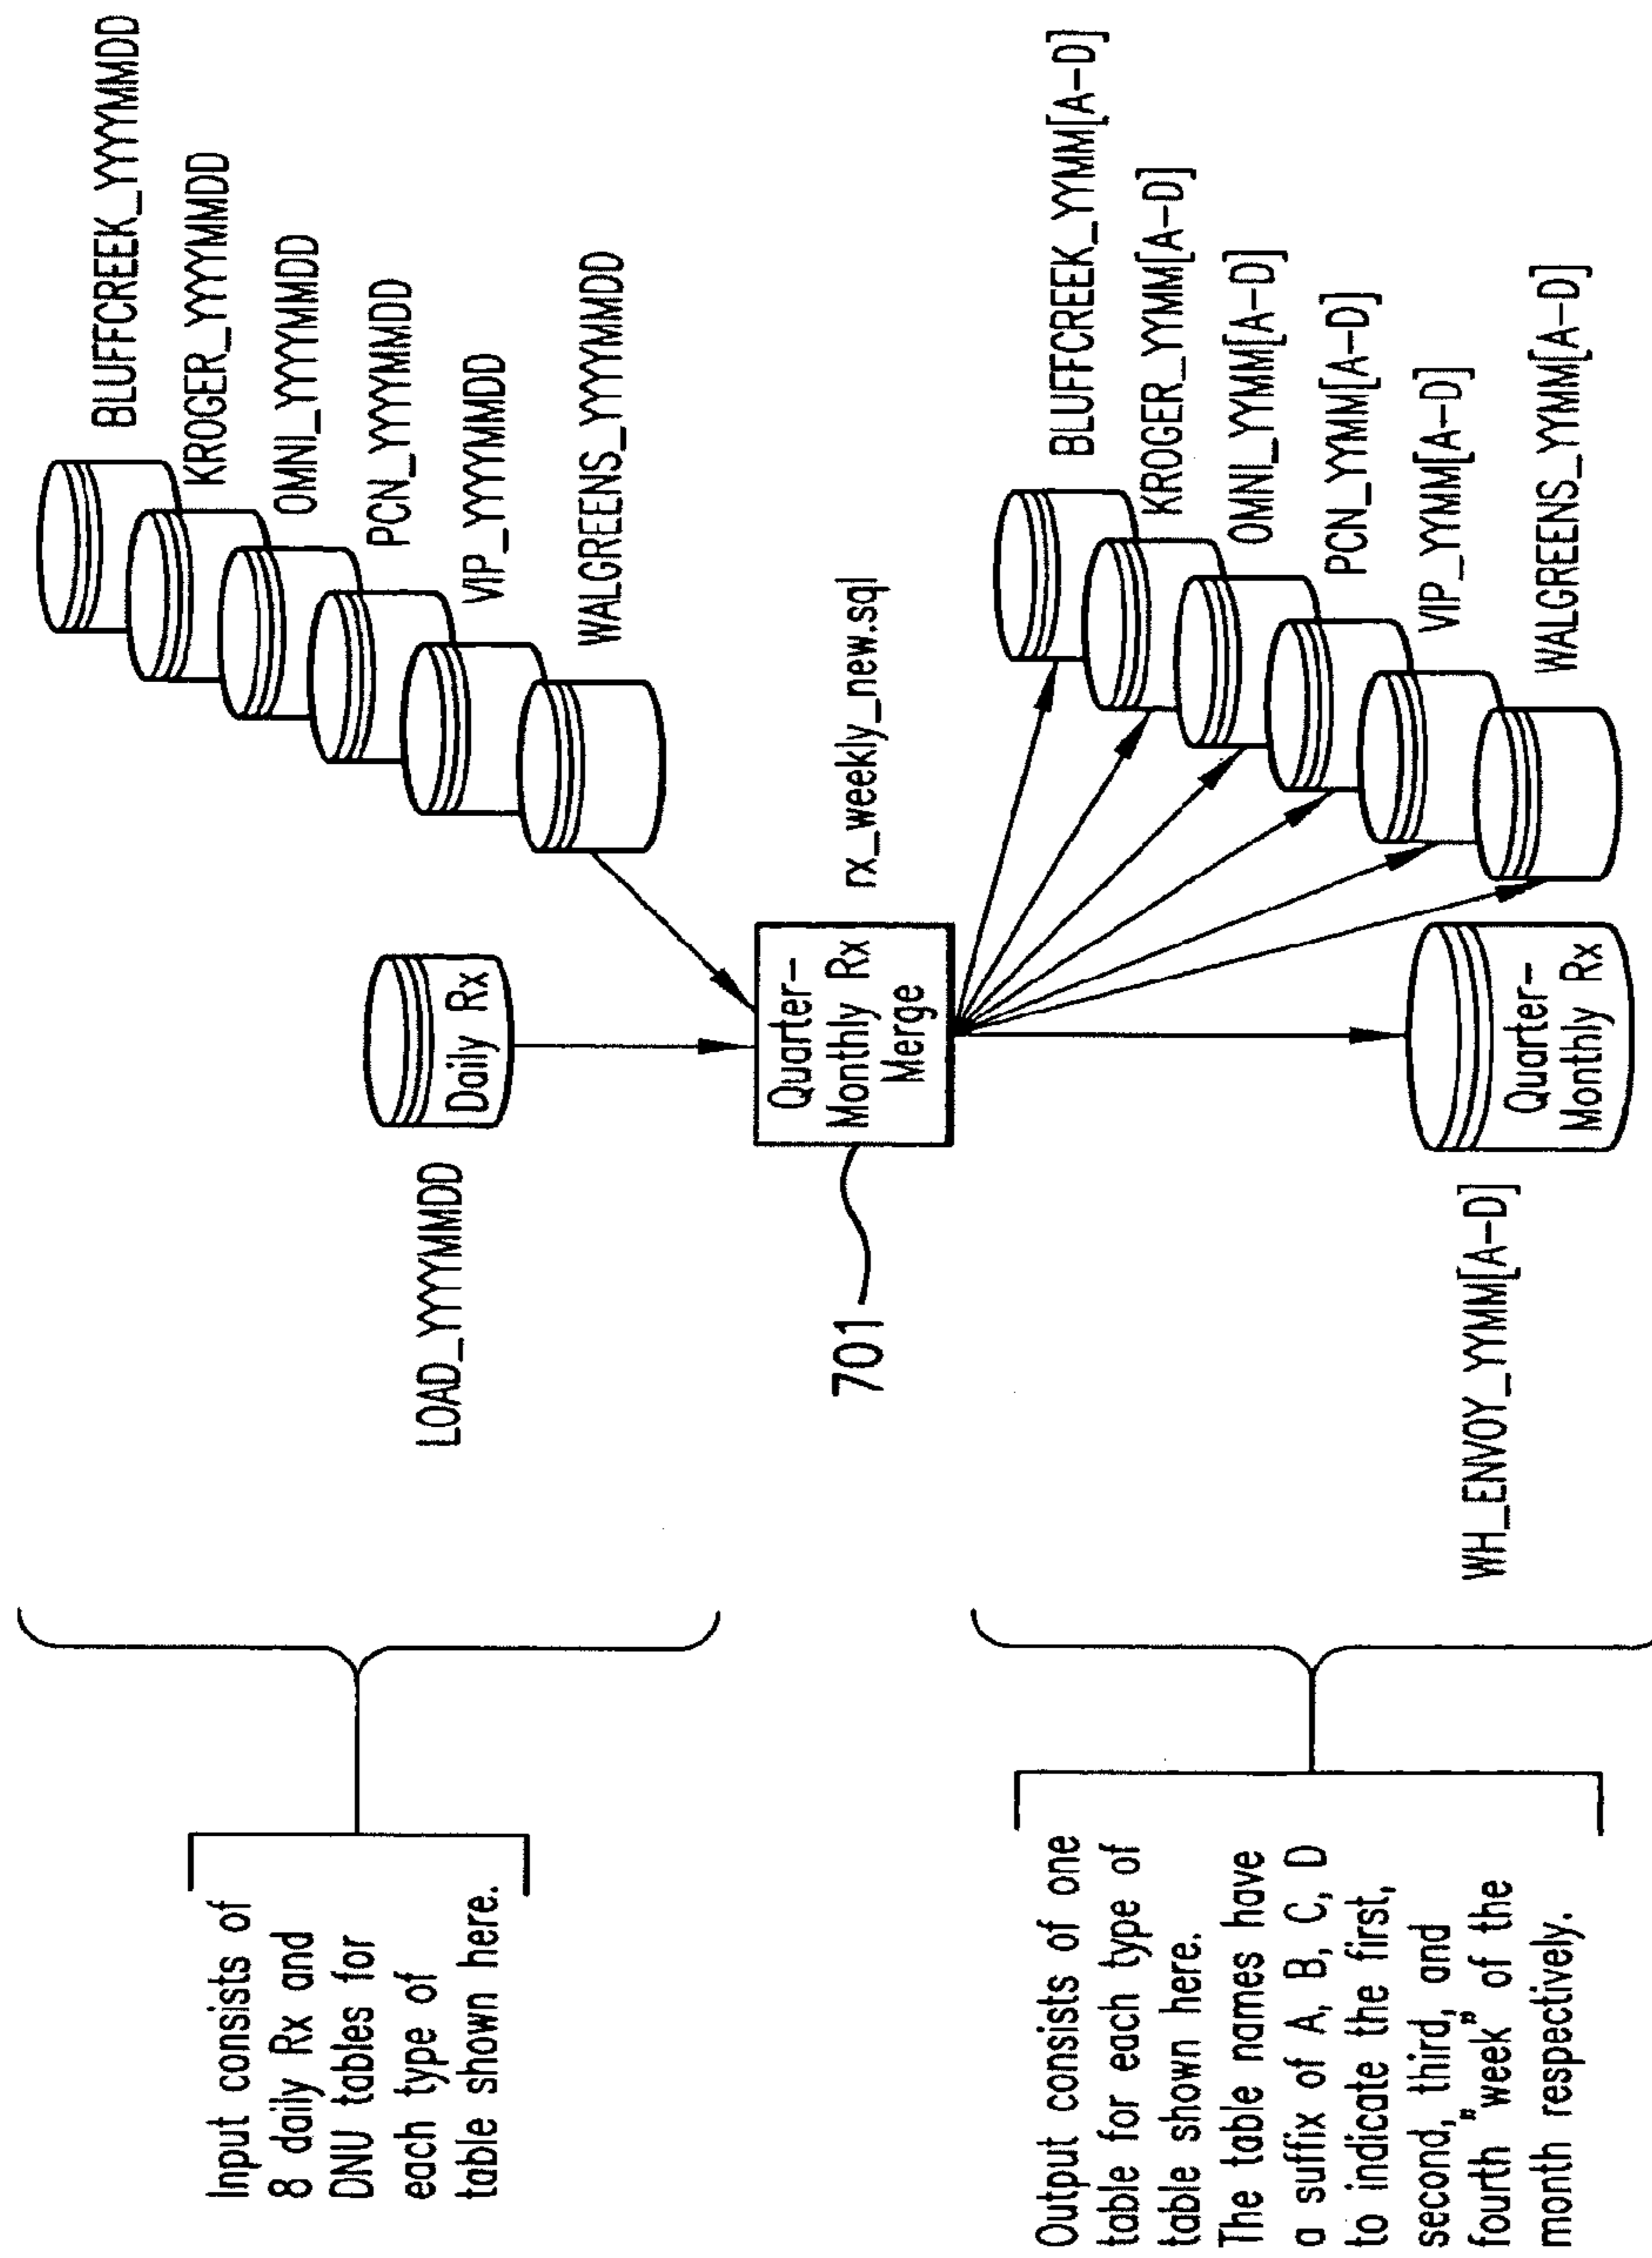 Input consists of
8 daily Rx and
DNU tables for
each type of
table shown here.
LOAD_YYYYMMDD
Daily Rx
BLUFFCREEK_YYYYMMDD
KROGER_YYYYMMDD
OMNI_YYYYMMDD
PCN_YYYYMMDD
VIP_YYYYMMDD
WALGREENS_YYYYMMDD
701
Quarter-
Monthly Rx
Merge
rx_weekly_new.sql
Output consists of one
table for each type of
table shown here.
The table names have
a suffix of A, B, C, D
to indicate the first,
second, third, and
fourth "week" of the
month respectively.
WH_ENVOY_YYMM[A-D]
Quarter-
Monthly Rx
BLUFFCREEK_YYMM[A-D]
KROGER_YYMM[A-D]
OMNI_YYMM[A-D]
PCN_YYMM[A-D]
VIP_YYMM[A-D]
WALGREENS_YYMM[A-D]